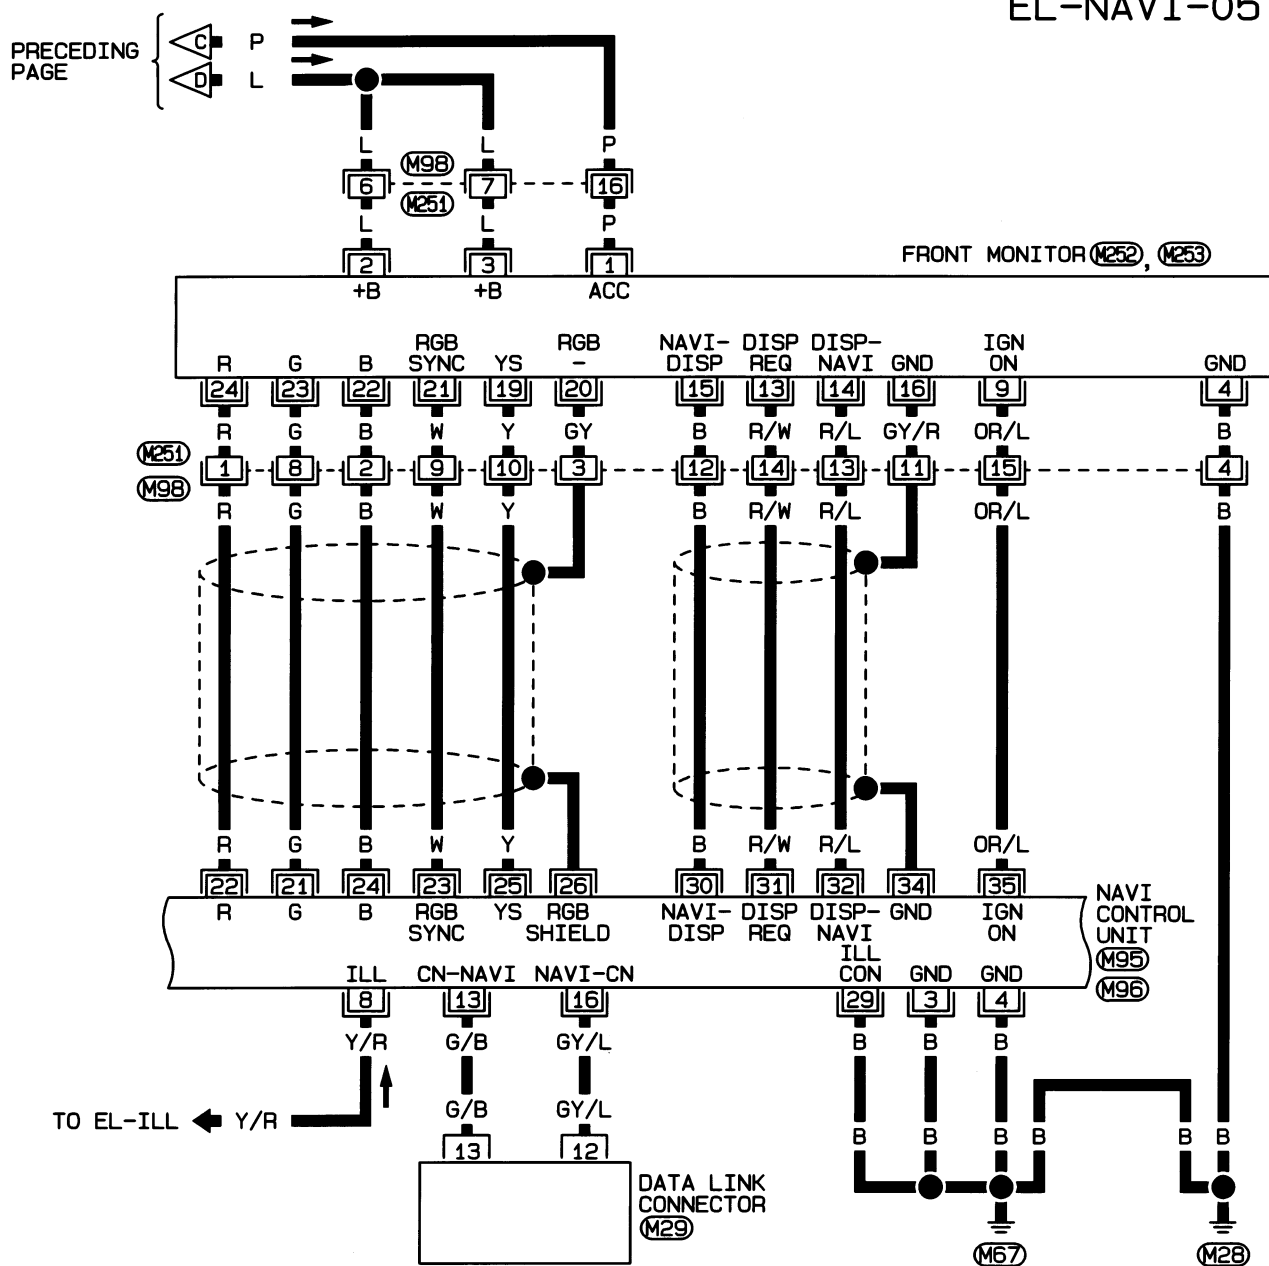 EL-NAVI-05
PRECEDING
PAGE
C P
D L
L L P
M98
6 7 16
M251
L L P
2 3 1
FRONT MONITOR M252, M253
+B +B ACC
RGB RGB NAVI- DISP DISP- IGN
R G B SYNC YS - DISP REQ NAVI GND ON GND
24 23 22 21 19 20 15 13 14 16 9 4
R G B W Y GY B R/W R/L GY/R OR/L B
M251
1 8 2 9 10 3 12 14 13 11 15 4
M98
R G B W Y B R/W R/L OR/L B
R G B W Y B R/W R/L OR/L
22 21 24 23 25 26 30 31 32 34 35
R G B RGB YS RGB NAVI- DISP DISP- GND IGN
SYNC SHIELD DISP REQ NAVI ON
NAVI
CONTROL
UNIT
M95
M96
ILL
ILL CN-NAVI NAVI-CN CON GND GND
8 13 16 29 3 4
Y/R G/B GY/L B B B
TO EL-ILL Y/R
G/B GY/L
B B B B B B
13 12
DATA LINK
CONNECTOR
M29
M67 M28